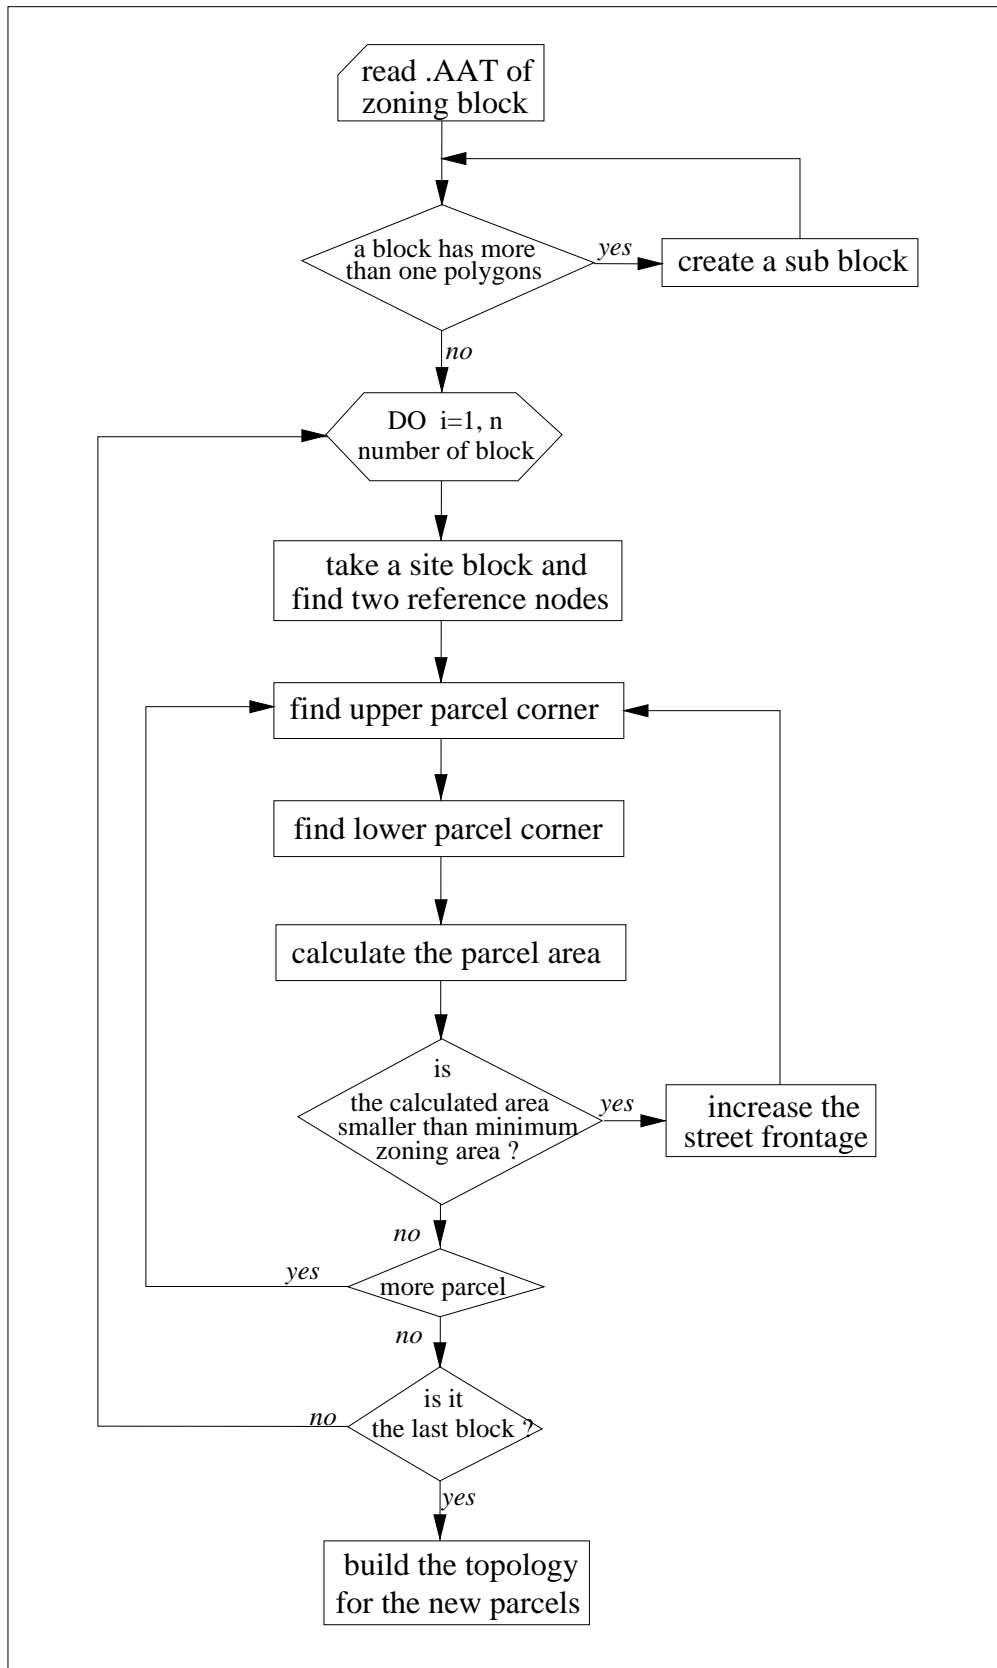 read .AAT of
zoning block
a block has more
than one polygons
yes
create a sub block
no
DO i=1, n
number of block
take a site block and
find two reference nodes
find upper parcel corner
find lower parcel corner
calculate the parcel area
is
the calculated area
smaller than minimum
zoning area ?
yes
increase the
street frontage
no
yes
more parcel
no
is it
the last block ?
no
yes
build the topology
for the new parcels